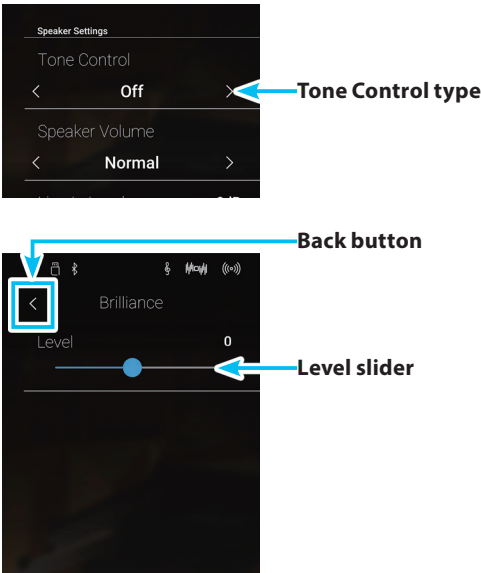 Speaker Settings
Tone Control
Off
Tone Control type
Speaker Volume
Normal
Back button
Brilliance
Level 0
Level slider